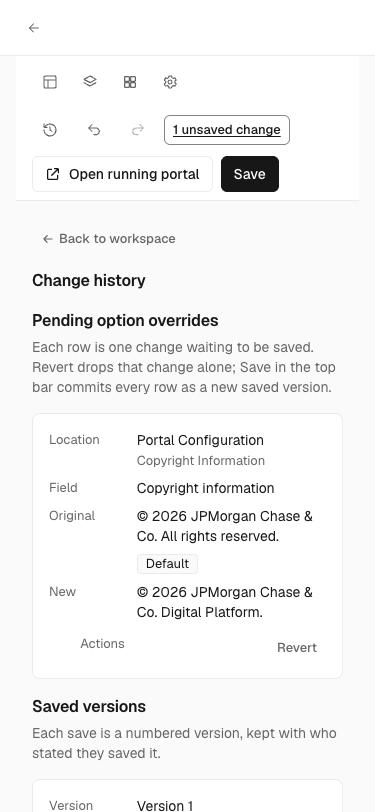 1 unsaved change
Open running portal
Save
Back to workspace
Change history
Pending option overrides
Each row is one change waiting to be saved.
Revert drops that change alone; Save in the top
bar commits every row as a new saved version.
Location
Portal Configuration
Copyright Information
Field
Copyright information
Original
© 2026 JPMorgan Chase &
Co. All rights reserved.
Default
New
© 2026 JPMorgan Chase &
Co. Digital Platform.
Actions
Revert
Saved versions
Each save is a numbered version, kept with who
stated they saved it.
Version
Version 1